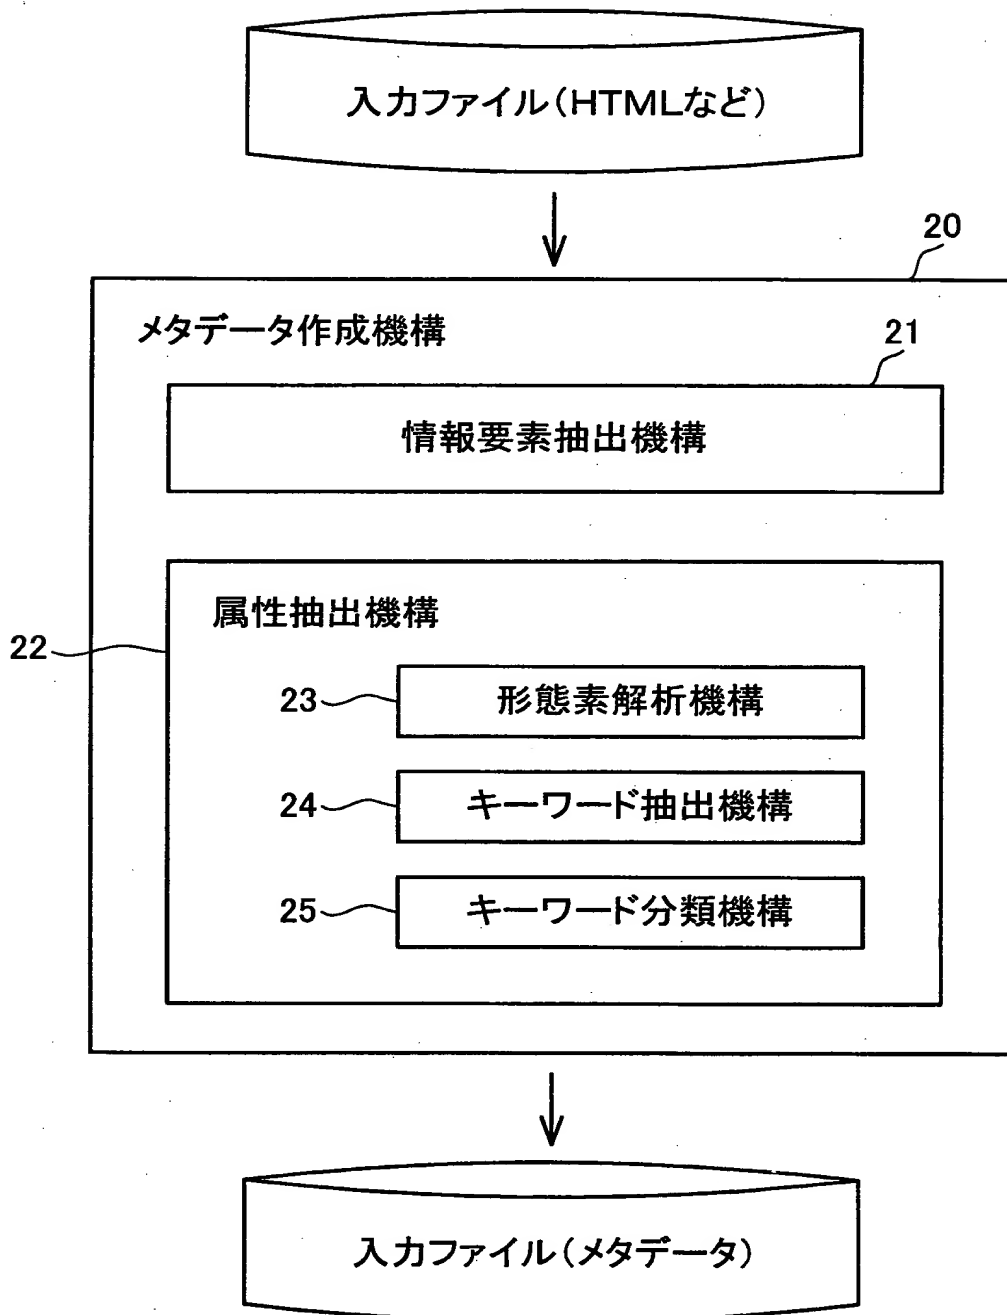 入力ファイル(HTMLなど)
20
メタデータ作成機構
21
情報要素抽出機構
属性抽出機構
22
23
形態素解析機構
24
キーワード抽出機構
25
キーワード分類機構
入力ファイル(メタデータ)